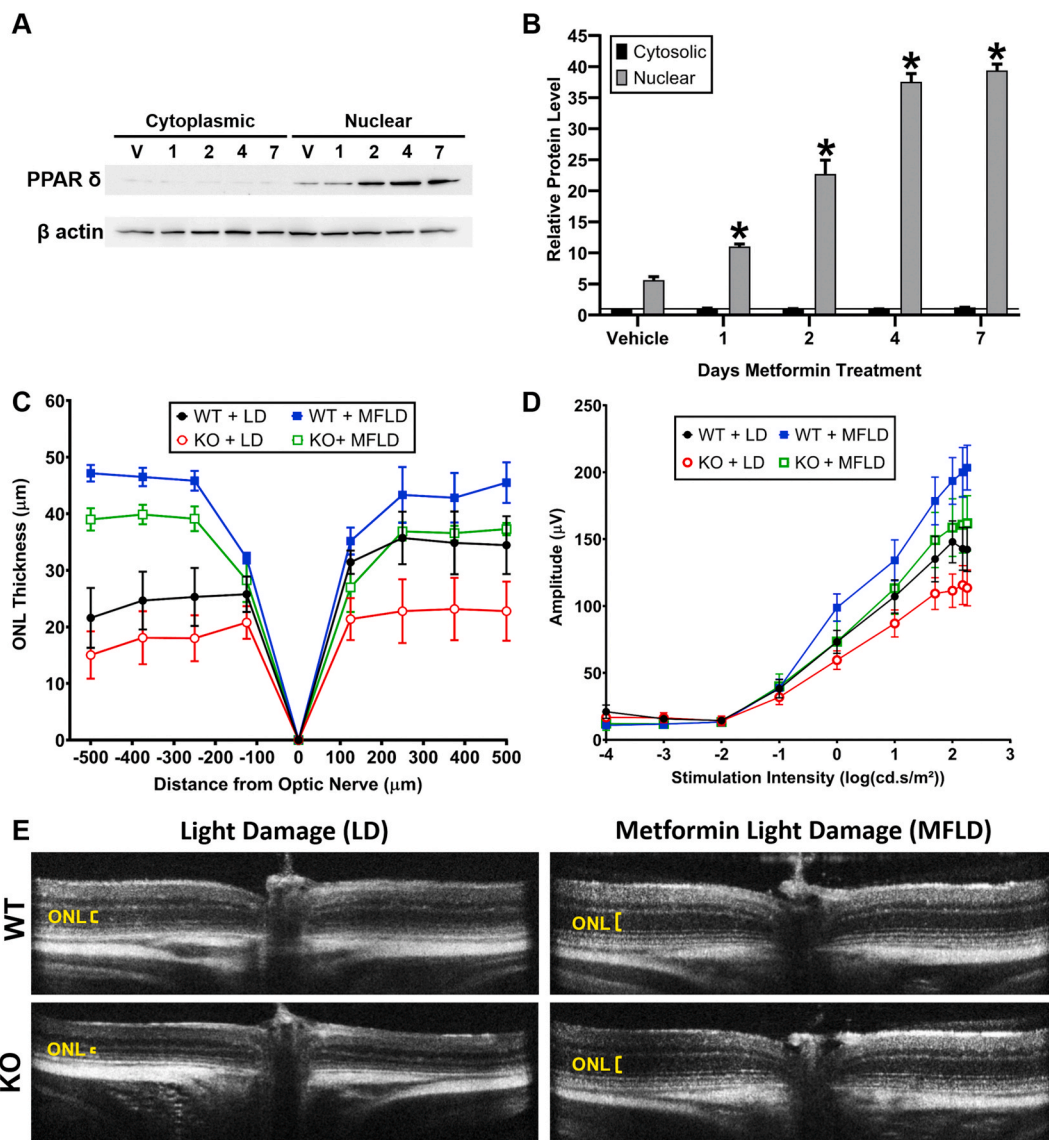 A
Cytoplasmic Nuclear
V 1 2 4 7 V 1 2 4 7
PPAR δ
β actin
B
Cytosolic
Nuclear
Relative Protein Level
45
40
35
30
25
20
15
10
5
0
* * * *
Vehicle 1 2 4 7
Days Metformin Treatment
C
WT + LD WT + MFLD
KO + LD KO+ MFLD
ONL Thickness (μm)
60
50
40
30
20
10
0
-500 -400 -300 -200 -100 0 100 200 300 400 500
Distance from Optic Nerve (μm)
D
WT + LD WT + MFLD
KO + LD KO + MFLD
Amplitude (μV)
250
200
150
100
50
0
-4 -3 -2 -1 0 1 2 3
Stimulation Intensity (log(cd.s/m²))
E
Light Damage (LD) Metformin Light Damage (MFLD)
WT
ONL
ONL
KO
ONL
ONL